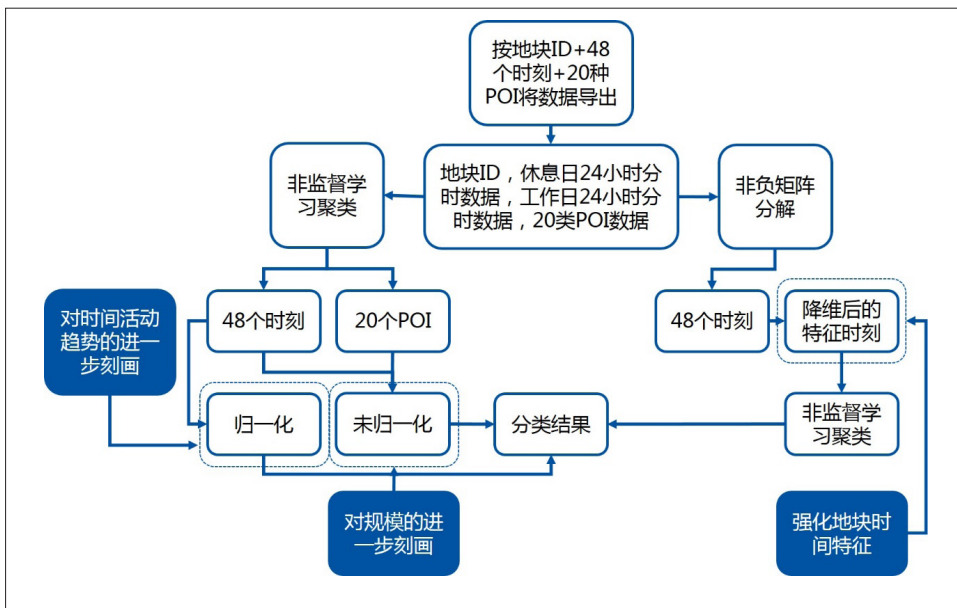 按地块ID+48
个时刻+20种
POI将数据导出
非监督学
习聚类
地块ID，休息日24小时分
时数据，工作日24小时分
时数据，20类POI数据
非负矩阵
分解
对时间活动
趋势的进一
步刻画
48个时刻
20个POI
48个时刻
降维后的
特征时刻
归一化
未归一化
分类结果
非监督学
习聚类
对规模的进
一步刻画
强化地块时
间特征